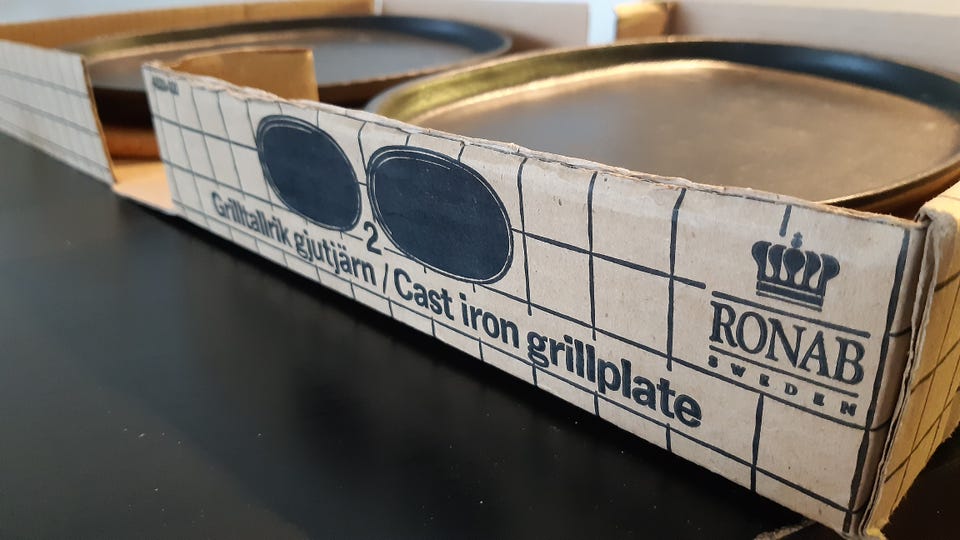 2
Grilltallrik gjutjärn / Cast iron grillplate
RONAB
SWEDEN